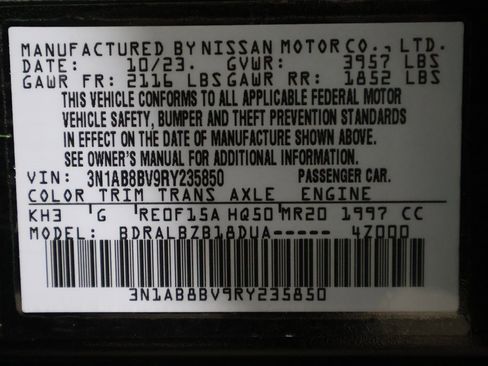 MANUFACTURED BY NISSAN MOTOR CO., LTD.
DATE: 10/23. GVWR: 3957 LBS
GAWR FR: 2116 LBS GAWR RR: 1852 LBS
THIS VEHICLE CONFORMS TO ALL APPLICABLE FEDERAL MOTOR
VEHICLE SAFETY, BUMPER AND THEFT PREVENTION STANDARDS
IN EFFECT ON THE DATE OF MANUFACTURE SHOWN ABOVE.
SEE OWNER'S MANUAL FOR ADDITIONAL INFORMATION.
VIN: 3N1AB8BV9RY235850 PASSENGER CAR.
COLOR TRIM TRANS AXLE ENGINE
KH3 G RE0F15A HQ50 MR20 1997 CC
MODEL: BDRALBZB18DUA----- 4Z000
3N1AB8BV9RY235850